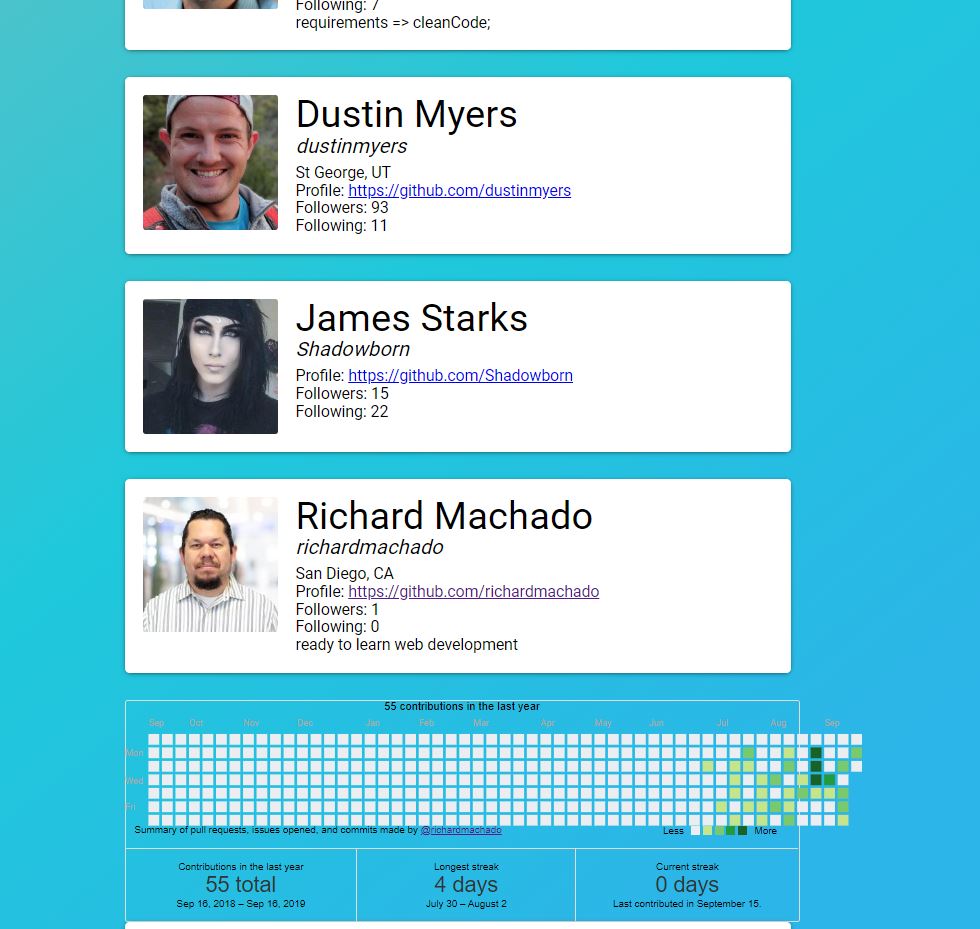 Following: 7
requirements => cleanCode;
Dustin Myers
dustinmyers
St George, UT
Profile: https://github.com/dustinmyers
Followers: 93
Following: 11
James Starks
Shadowborn
Profile: https://github.com/Shadowborn
Followers: 15
Following: 22
Richard Machado
richardmachado
San Diego, CA
Profile: https://github.com/richardmachado
Followers: 1
Following: 0
ready to learn web development
55 contributions in the last year
Sep Oct Nov Dec Jan Feb Mar Apr May Jun Jul Aug Sep
Mon
Wed
Fri
Summary of pull requests, issues opened, and commits made by @richardmachado
Less More
Contributions in the last year
55 total
Sep 16, 2018 – Sep 16, 2019
Longest streak
4 days
July 30 – August 2
Current streak
0 days
Last contributed in September 15.